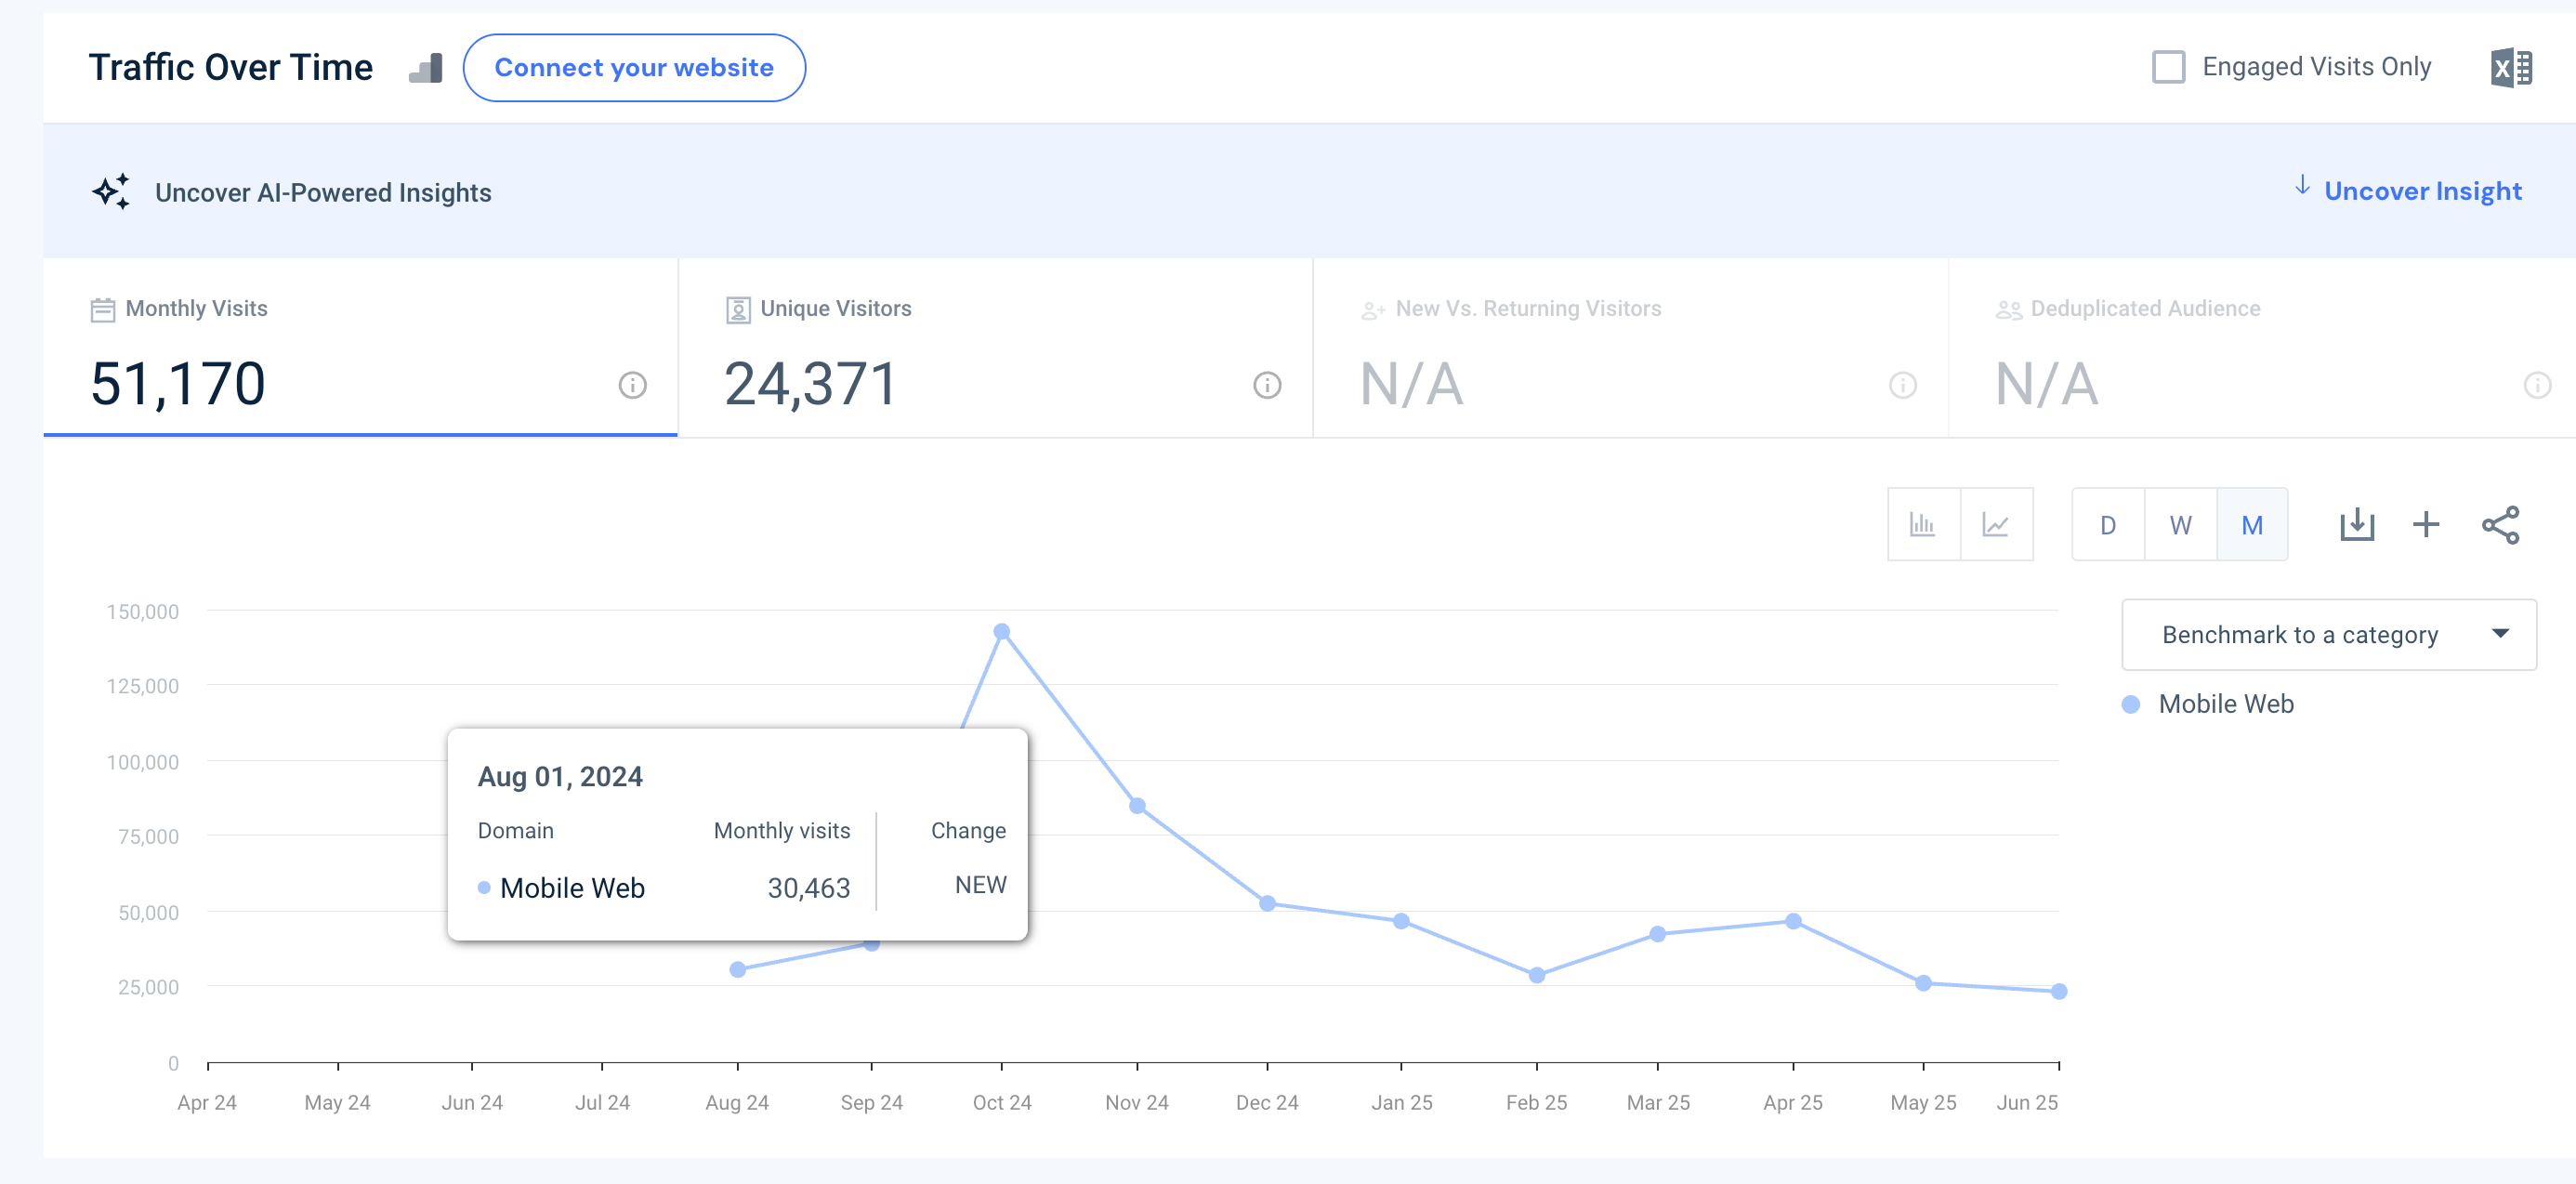 Traffic Over Time
Connect your website
Engaged Visits Only
X
Uncover AI-Powered Insights
Uncover Insight
Monthly Visits
51,170
Unique Visitors
24,371
New Vs. Returning Visitors
N/A
Deduplicated Audience
N/A
D W M
Benchmark to a category
Mobile Web
150,000
125,000
100,000
75,000
50,000
25,000
0
Aug 01, 2024
Domain Monthly visits Change
Mobile Web 30,463 NEW
Apr 24 May 24 Jun 24 Jul 24 Aug 24 Sep 24 Oct 24 Nov 24 Dec 24 Jan 25 Feb 25 Mar 25 Apr 25 May 25 Jun 25